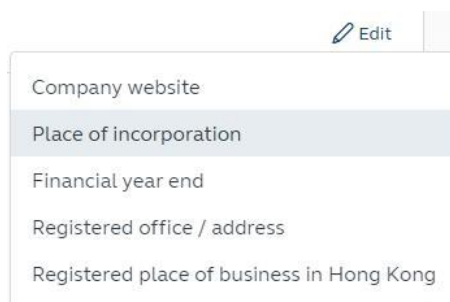 Edit
Company website
Place of incorporation
Financial year end
Registered office / address
Registered place of business in Hong Kong